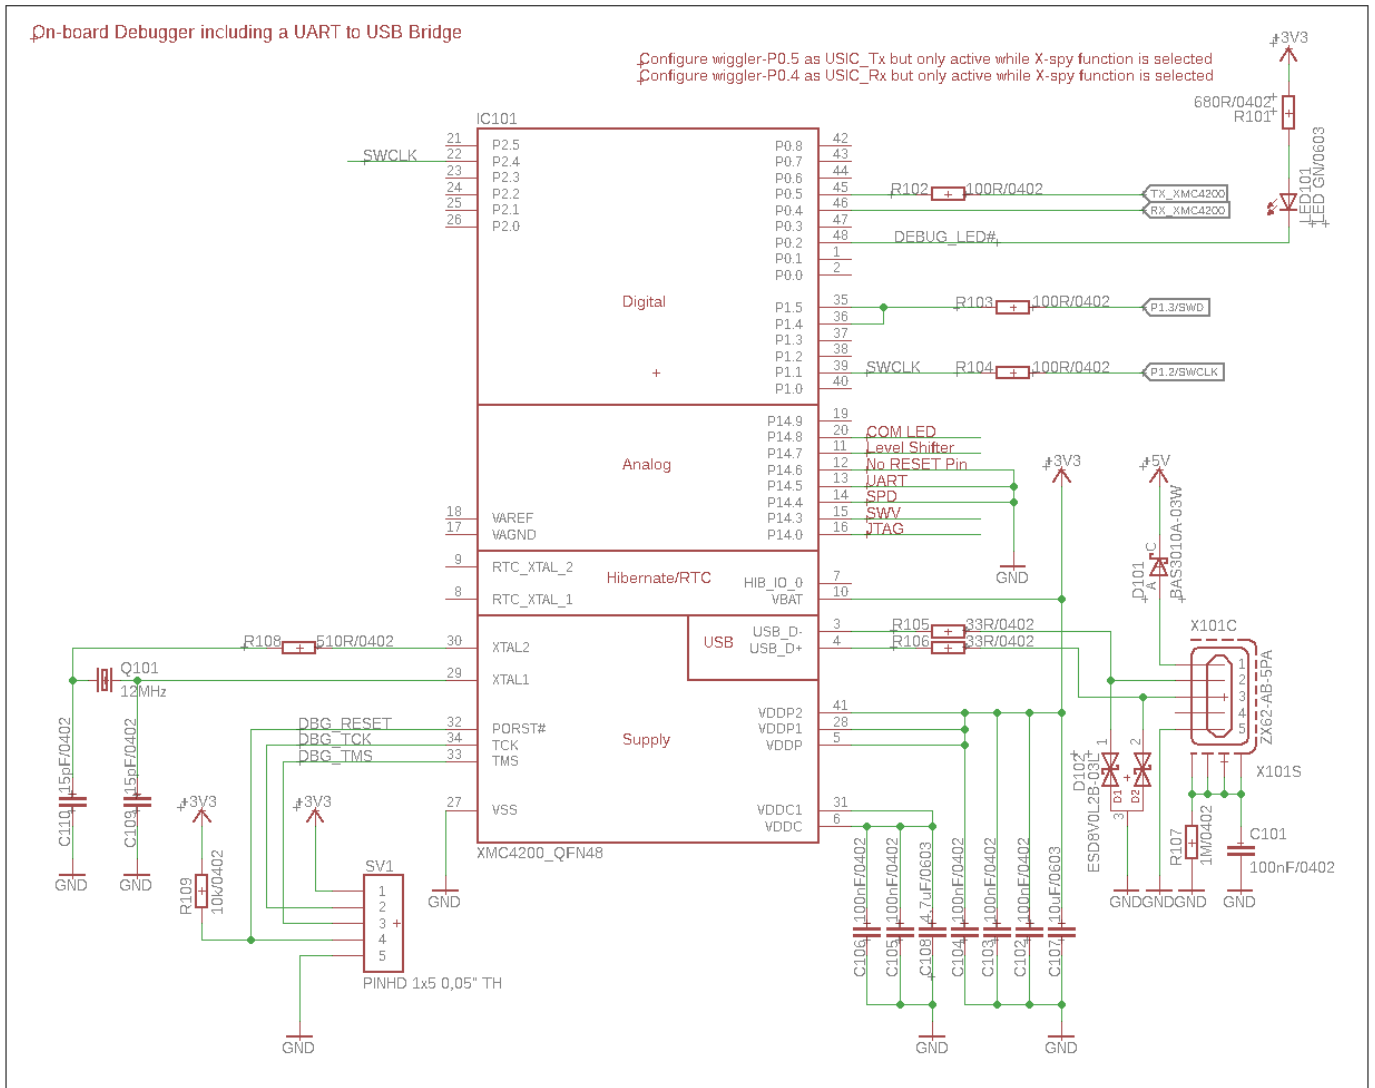 On-board Debugger including a UART to USB Bridge
Configure wiggler-P0.5 as USIC_Tx but only active while X-spy function is selected
Configure wiggler-P0.4 as USIC_Rx but only active while X-spy function is selected
+3V3
680R/0402
R101
LED101
LED GN/0603
IC101
SWCLK
21 P2.5
22 P2.4
23 P2.3
24 P2.2
25 P2.1
26 P2.0
P0.8 42
P0.7 43
P0.6 44
P0.5 45
P0.4 46
P0.3 47
P0.2 48
P0.1 1
P0.0 2
R102 100R/0402 TX_XMC4200
RX_XMC4200
DEBUG_LED#
Digital
P1.5 35
P1.4 36
P1.3 37
P1.2 38
P1.1 39
P1.0 40
R103 100R/0402 P1.3/SWD
SWCLK R104 100R/0402 P1.2/SWCLK
Analog
P14.9 19
P14.8 20 COM LED
P14.7 11 Level Shifter
P14.6 12 No RESET Pin
P14.5 13 UART
P14.4 14 SPD
P14.3 15 SWV
P14.0 16 JTAG
GND
18 VAREF
17 VAGND
9 RTC_XTAL_2
8 RTC_XTAL_1
Hibernate/RTC
HIB_IO_0 7
VBAT 10
+3V3
+5V
D101
C
A
BAS3010A-03W
USB
USB_D- 3 R105 33R/0402
USB_D+ 4 R106 33R/0402
X101C
1
2
3
4
5
ZX62-AB-5PA
X101S
R108 510R/0402 30 XTAL2
Q101
12MHz
29 XTAL1
C110 15pF/0402
C109 15pF/0402
GND
GND
DBG_RESET 32 PORST#
DBG_TCK 34 TCK
DBG_TMS 33 TMS
27 VSS
GND
Supply
VDDP2 41
VDDP1 28
VDDP 5
VDDC1 31
VDDC 6
XMC4200_QFN48
+3V3
R109
10k/0402
+3V3
SV1
1
2
3
4
5
PINHD 1x5 0,05" TH
GND
C106 100nF/0402
C105 100nF/0402
C108 4,7uF/0603
C104 100nF/0402
C103 100nF/0402
C102 100nF/0402
C107 10uF/0603
GND
GND
D102
ESD8V0L2B-03L
1
2
D1
D2
3
R107
1M/0402
C101
100nF/0402
GND
GND
GND
GND